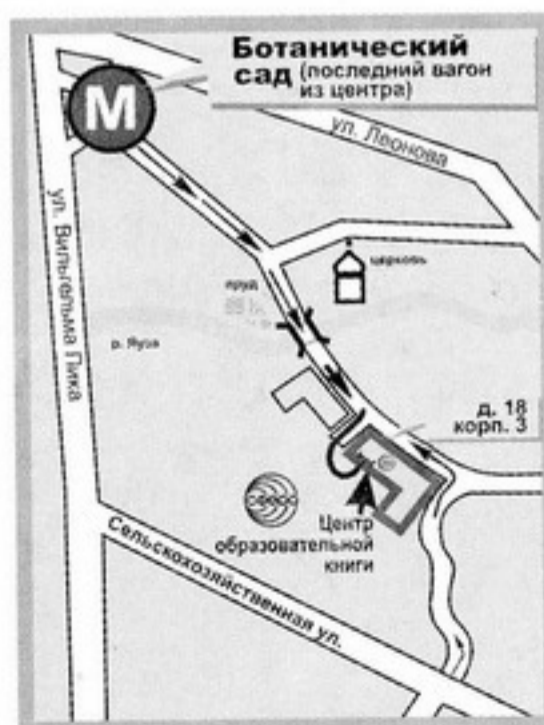 Ботанический
сад (последний вагон
из центра)
М
ул. Леонова
ул. Вильгельма Пика
церковь
пруд
р. Яуза
д. 18
корп. 3
Центр
образовательной
книги
Сельскохозяйственная ул.